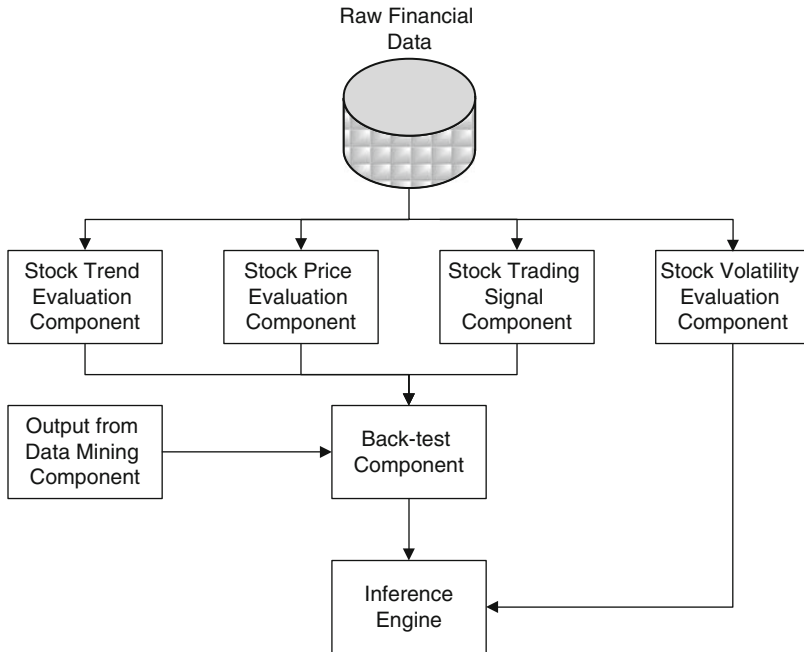 Raw Financial
Data
Stock Trend
Evaluation
Component
Stock Price
Evaluation
Component
Stock Trading
Signal
Component
Stock Volatility
Evaluation
Component
Output from
Data Mining
Component
Back-test
Component
Inference
Engine